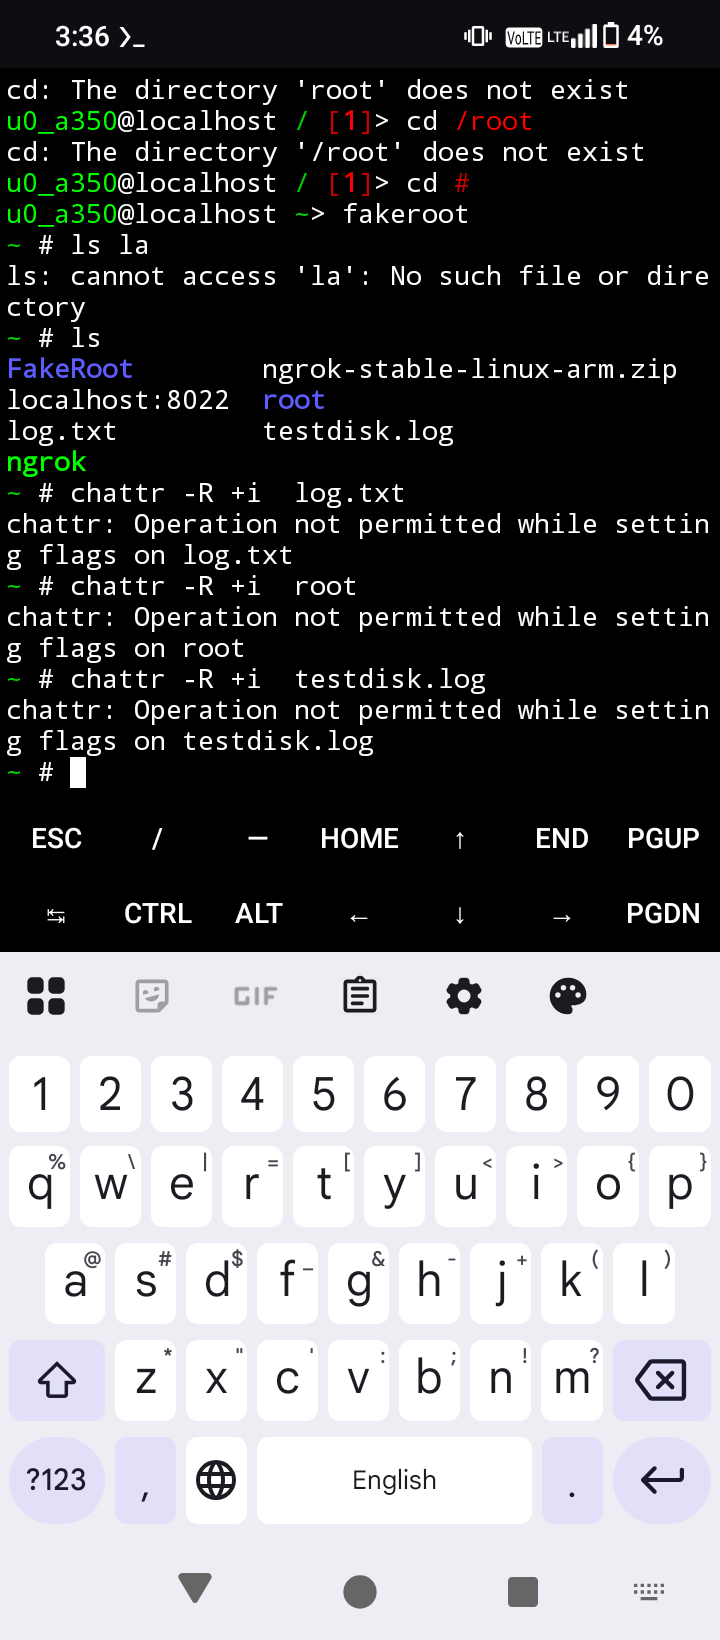 3:36 ❯_ VoLTE LTE 4%
cd: The directory 'root' does not exist
u0_a350@localhost / [1]> cd /root
cd: The directory '/root' does not exist
u0_a350@localhost / [1]> cd #
u0_a350@localhost ~> fakeroot
~ # ls la
ls: cannot access 'la': No such file or dire
ctory
~ # ls
FakeRoot ngrok-stable-linux-arm.zip
localhost:8022 root
log.txt testdisk.log
ngrok
~ # chattr -R +i  log.txt
chattr: Operation not permitted while settin
g flags on log.txt
~ # chattr -R +i  root
chattr: Operation not permitted while settin
g flags on root
~ # chattr -R +i  testdisk.log
chattr: Operation not permitted while settin
g flags on testdisk.log
~ #
ESC / — HOME ↑ END PGUP
↹ CTRL ALT ← ↓ → PGDN
GIF
1 2 3 4 5 6 7 8 9 0
q % w \ e | r = t [ y ] u < i > o { p }
a @ s # d $ f _ g & h - j + k ( l )
z * x " c ' v : b ; n ! m ?
?123 , English .